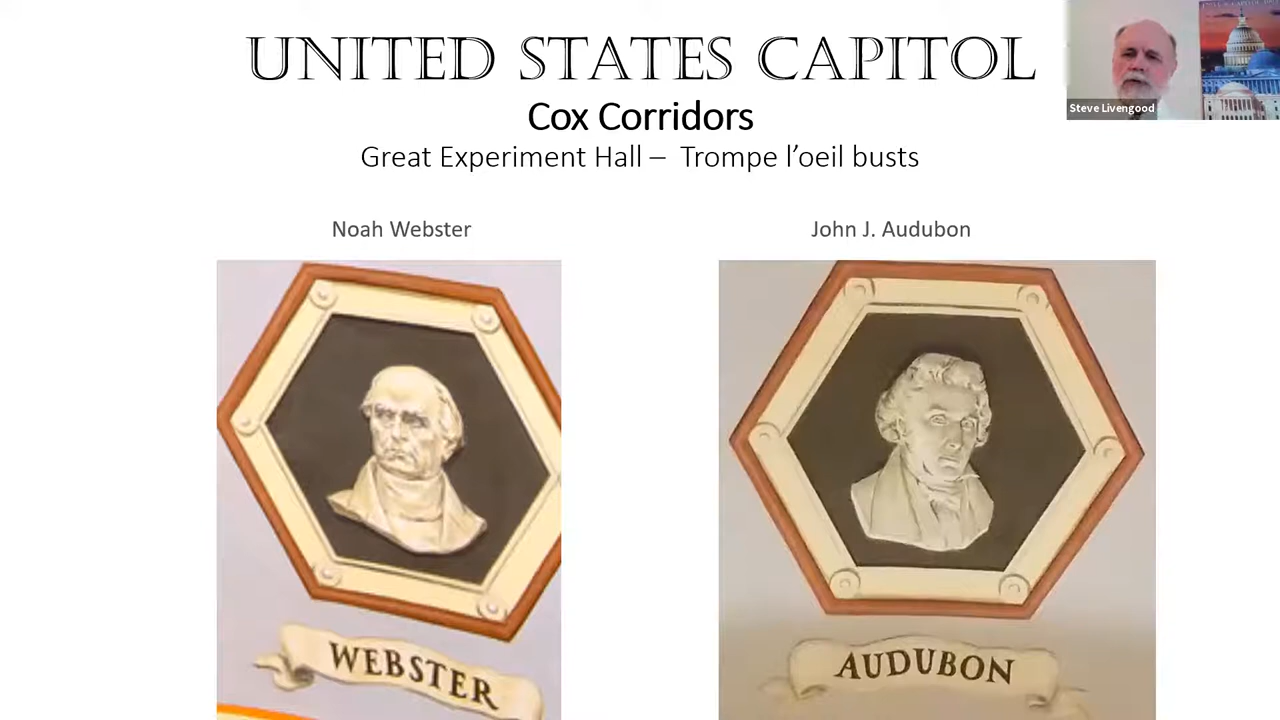 UNITED STATES CAPITOL
Cox Corridors
Great Experiment Hall – Trompe l'oeil busts
Steve Livengood
Noah Webster
John J. Audubon
WEBSTER
AUDUBON